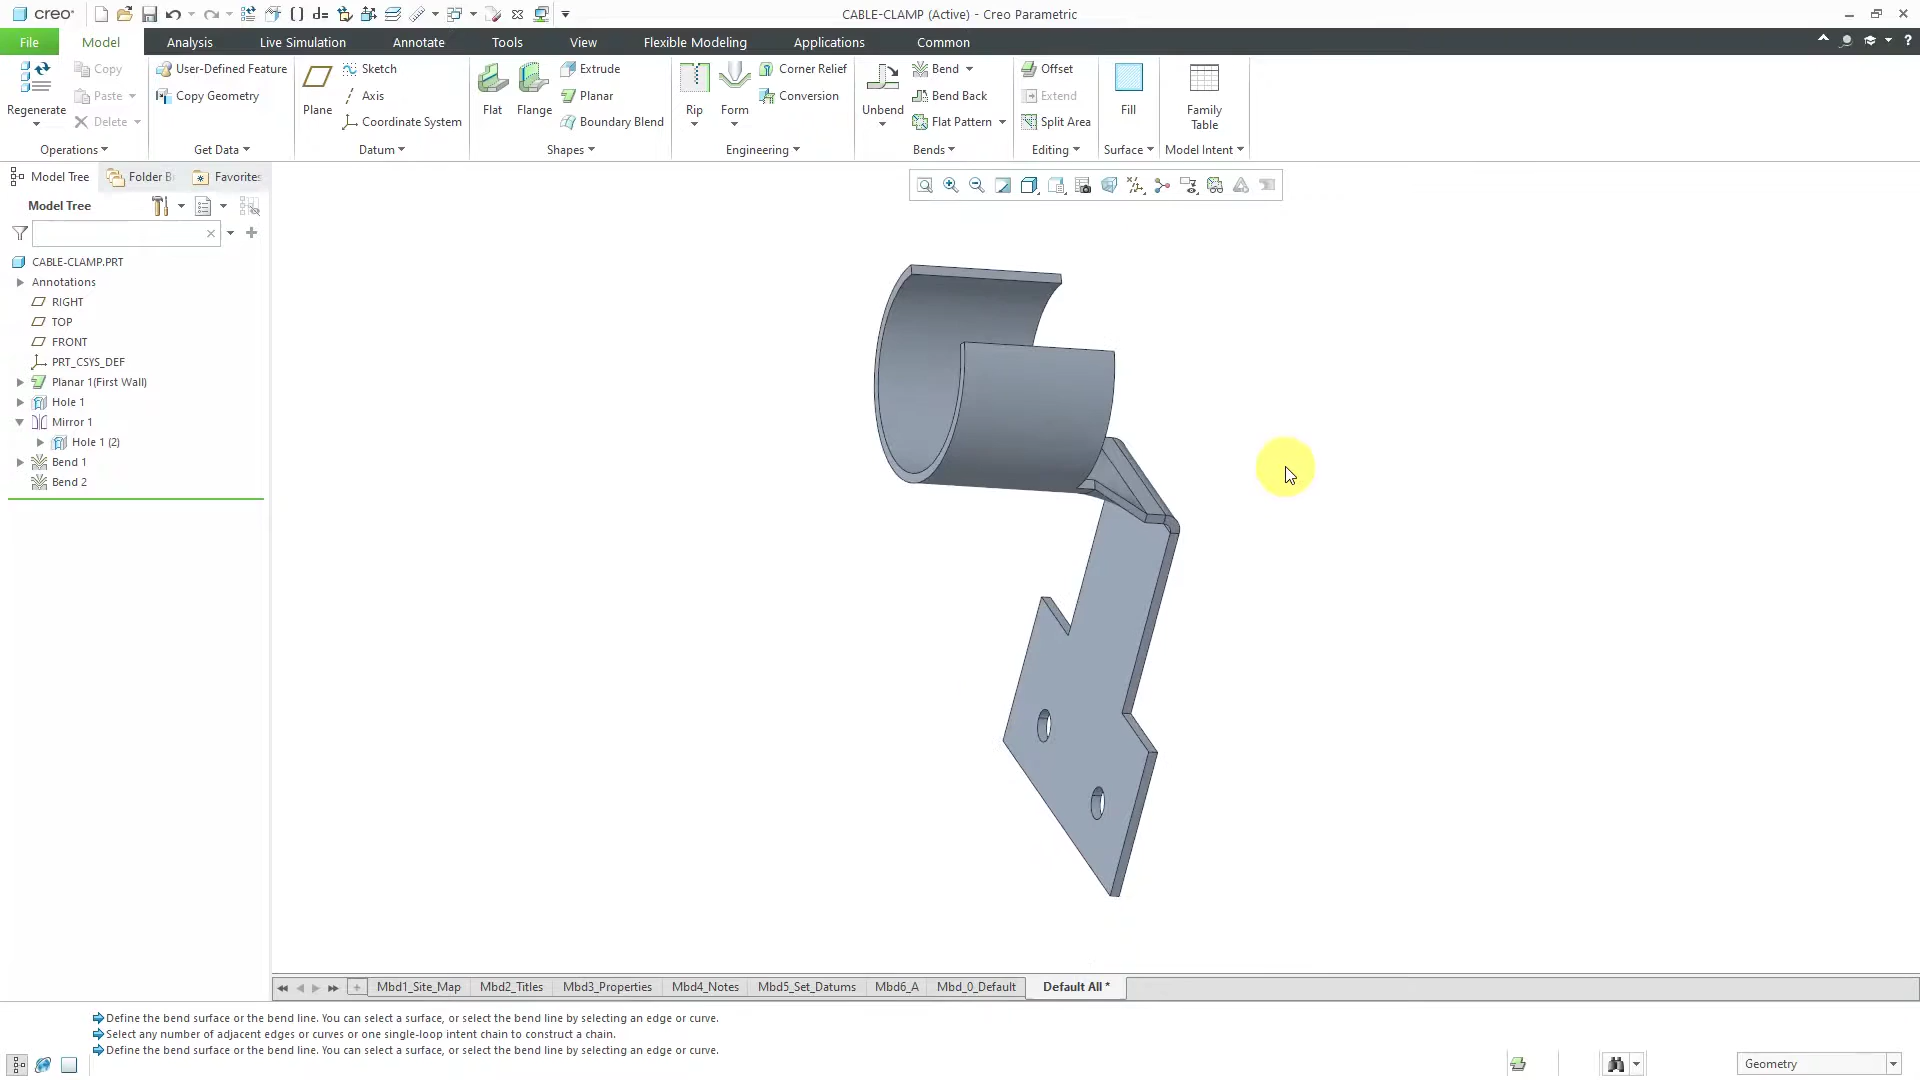 creo
CABLE-CLAMP (Active) - Creo Parametric
File Model Analysis Live Simulation Annotate Tools View Flexible Modeling Applications Common
Regenerate
Copy
Paste
Delete
Operations
User-Defined Feature
Copy Geometry
Get Data
Plane
Sketch
Axis
Coordinate System
Datum
Flat
Flange
Extrude
Planar
Boundary Blend
Shapes
Rip
Form
Corner Relief
Conversion
Engineering
Unbend
Bend
Bend Back
Flat Pattern
Bends
Offset
Extend
Split Area
Editing
Fill
Surface
Family
Table
Model Intent
Model Tree Folder B Favorites
Model Tree
CABLE-CLAMP.PRT
Annotations
RIGHT
TOP
FRONT
PRT_CSYS_DEF
Planar 1(First Wall)
Hole 1
Mirror 1
Hole 1 (2)
Bend 1
Bend 2
Mbd1_Site_Map Mbd2_Titles Mbd3_Properties Mbd4_Notes Mbd5_Set_Datums Mbd6_A Mbd_0_Default Default All *
Define the bend surface or the bend line. You can select a surface, or select the bend line by selecting an edge or curve.
Select any number of adjacent edges or curves or one single-loop intent chain to construct a chain.
Define the bend surface or the bend line. You can select a surface, or select the bend line by selecting an edge or curve.
Geometry